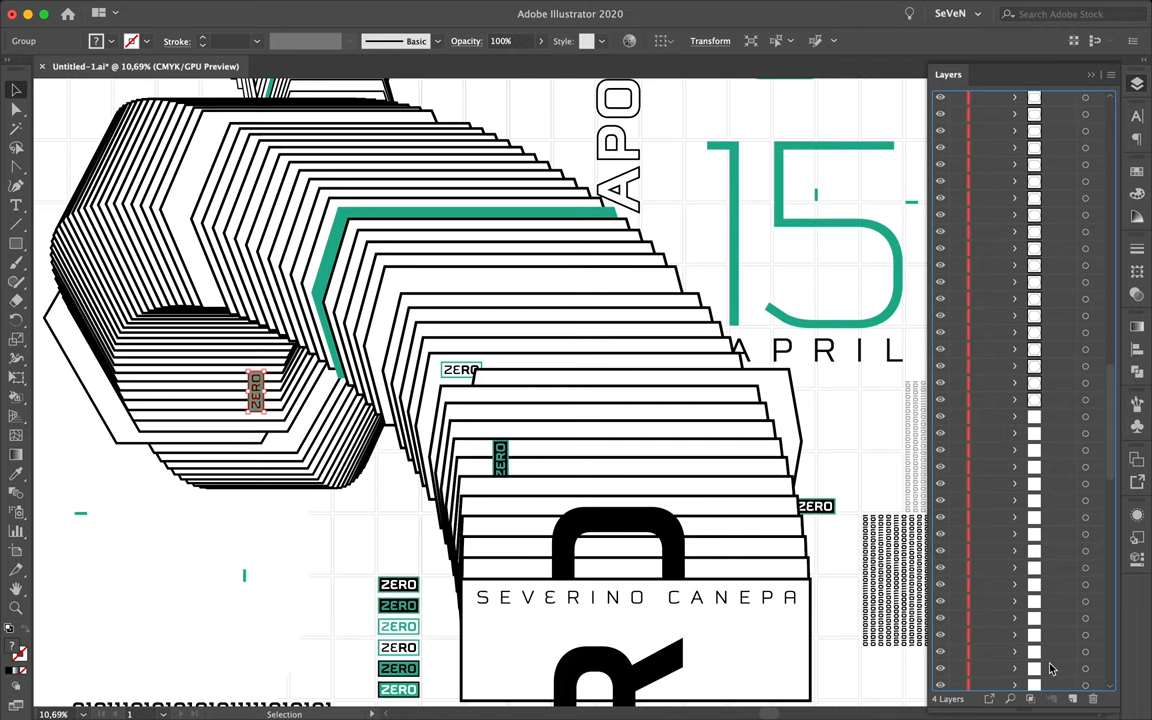 Adobe Illustrator 2020
SeVeN
Search Adobe Stock
Group
?
Stroke:
Basic
Opacity:
100%
Style:
Transform
× Untitled-1.ai* @ 10,69% (CMYK/GPU Preview)
Layers
APO
15
APRIL
ZERO
ZERO
ZERO
ZERO
ZERO
ZERO
ZERO
ZERO
ZERO
ZERO
SEVERINO CANEPA
R
4 Layers
10,69%
1
Selection